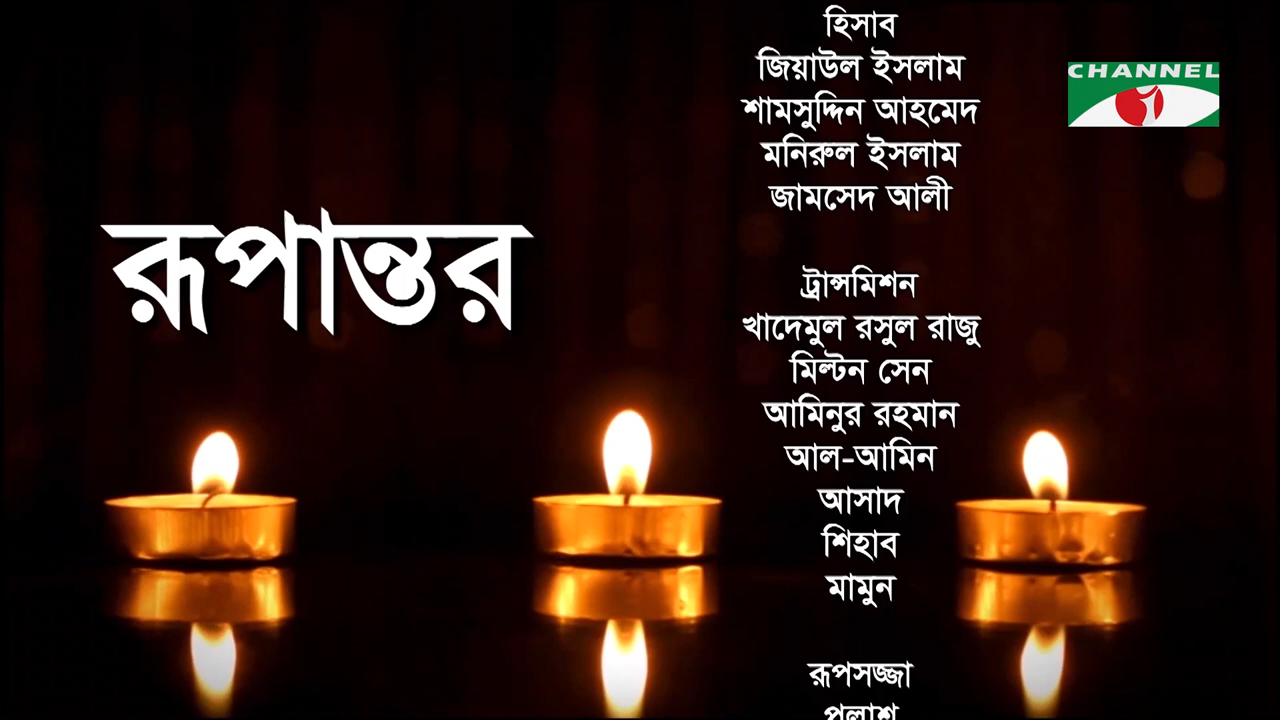 রূপান্তর
CHANNEL i
হিসাব
জিয়াউল ইসলাম
শামসুদ্দিন আহমেদ
মনিরুল ইসলাম
জামসেদ আলী
ট্রান্সমিশন
খাদেমুল রসুল রাজু
মিল্টন সেন
আমিনুর রহমান
আল-আমিন
আসাদ
শিহাব
মামুন
রূপসজ্জা
পলাশ